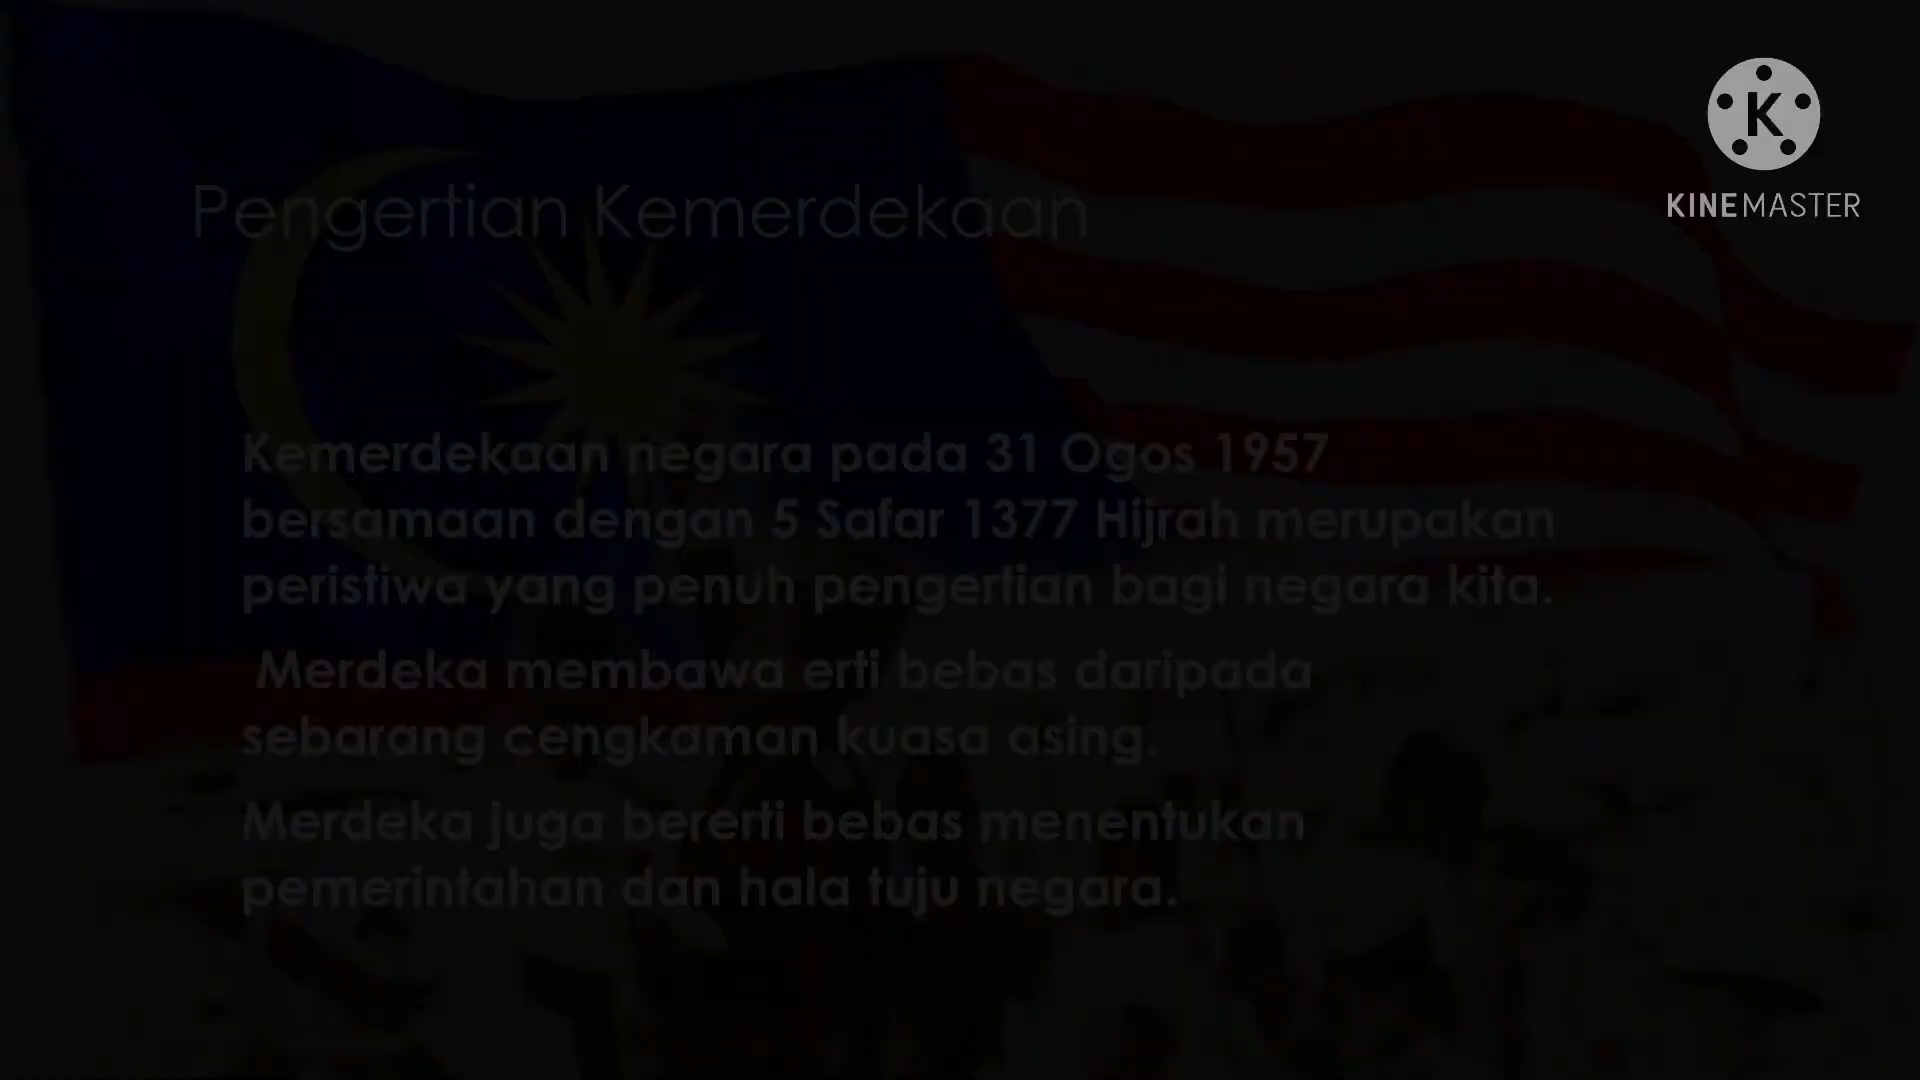 K
KINEMASTER
Pengertian Kemerdekaan
Kemerdekaan negara pada 31 Ogos 1957
bersamaan dengan 5 Safar 1377 Hijrah merupakan
peristiwa yang penuh pengertian bagi negara kita.
Merdeka membawa erti bebas daripada
sebarang cengkaman kuasa asing.
Merdeka juga bererti bebas menentukan
pemerintahan dan hala tuju negara.